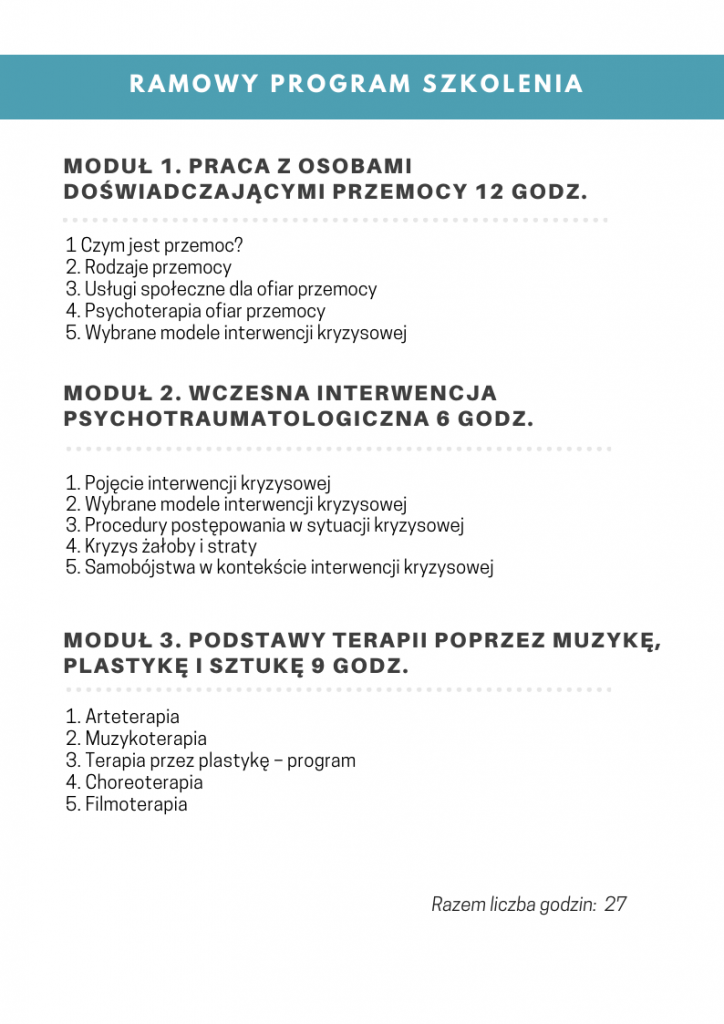 RAMOWY PROGRAM SZKOLENIA
MODUŁ 1. PRACA Z OSOBAMI
DOŚWIADCZAJĄCYMI PRZEMOCY 12 GODZ.
1 Czym jest przemoc?
2. Rodzaje przemocy
3. Usługi społeczne dla ofiar przemocy
4. Psychoterapia ofiar przemocy
5. Wybrane modele interwencji kryzysowej
MODUŁ 2. WCZESNA INTERWENCJA
PSYCHOTRAUMATOLOGICZNA 6 GODZ.
1. Pojęcie interwencji kryzysowej
2. Wybrane modele interwencji kryzysowej
3. Procedury postępowania w sytuacji kryzysowej
4. Kryzys żałoby i straty
5. Samobójstwa w kontekście interwencji kryzysowej
MODUŁ 3. PODSTAWY TERAPII POPRZEZ MUZYKĘ,
PLASTYKĘ I SZTUKĘ 9 GODZ.
1. Arteterapia
2. Muzykoterapia
3. Terapia przez plastykę – program
4. Choreoterapia
5. Filmoterapia
Razem liczba godzin: 27